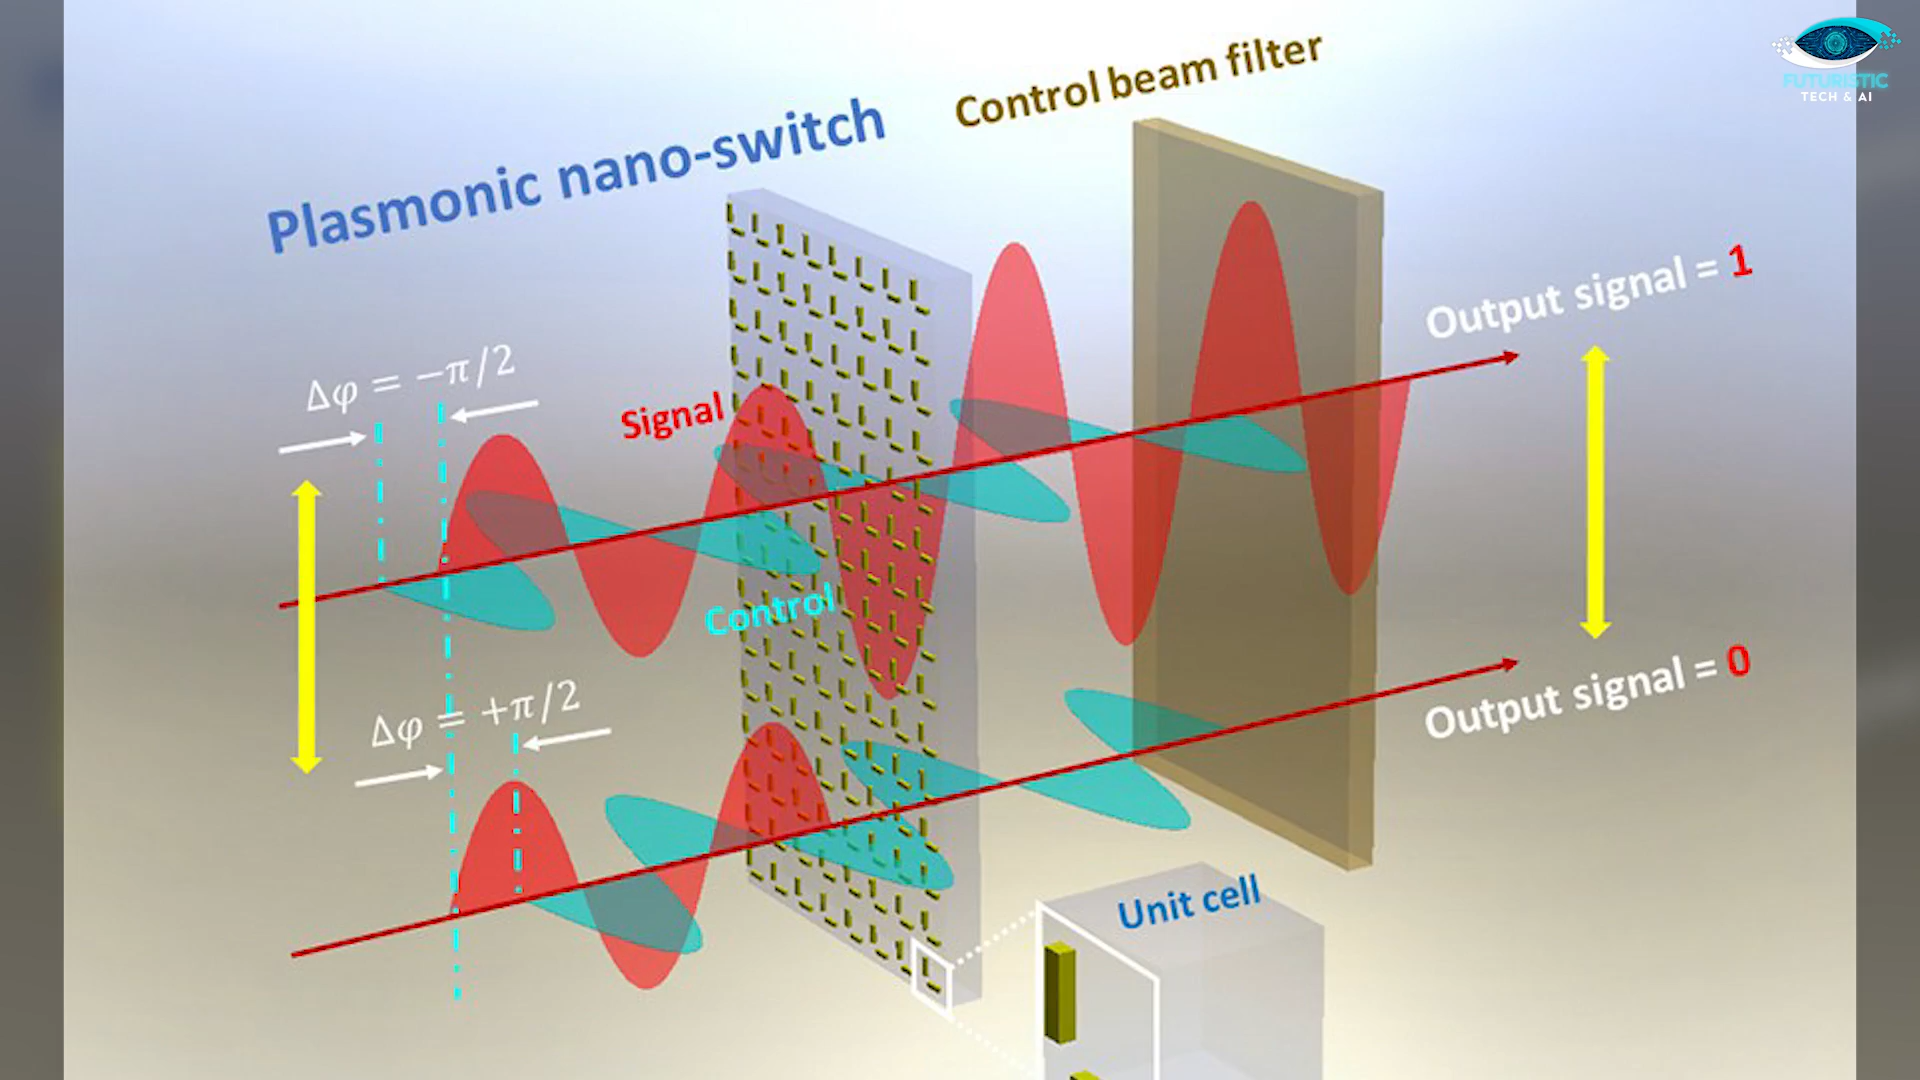 FUTURISTIC
TECH & AI
Control beam filter
Plasmonic nano-switch
Output signal = 1
Δφ = −π/2
Signal
Control
Output signal = 0
Δφ = +π/2
Unit cell